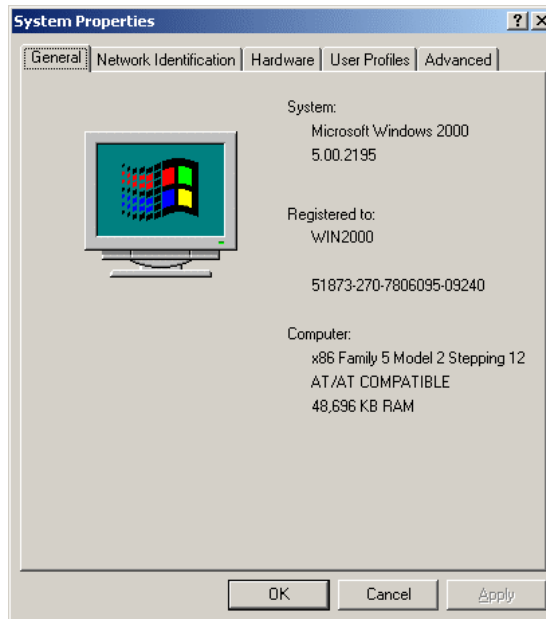 System Properties
General
Network Identification
Hardware
User Profiles
Advanced
System:
Microsoft Windows 2000
5.00.2195
Registered to:
WIN2000
51873-270-7806095-09240
Computer:
x86 Family 5 Model 2 Stepping 12
AT/AT COMPATIBLE
48,696 KB RAM
OK
Cancel
Apply